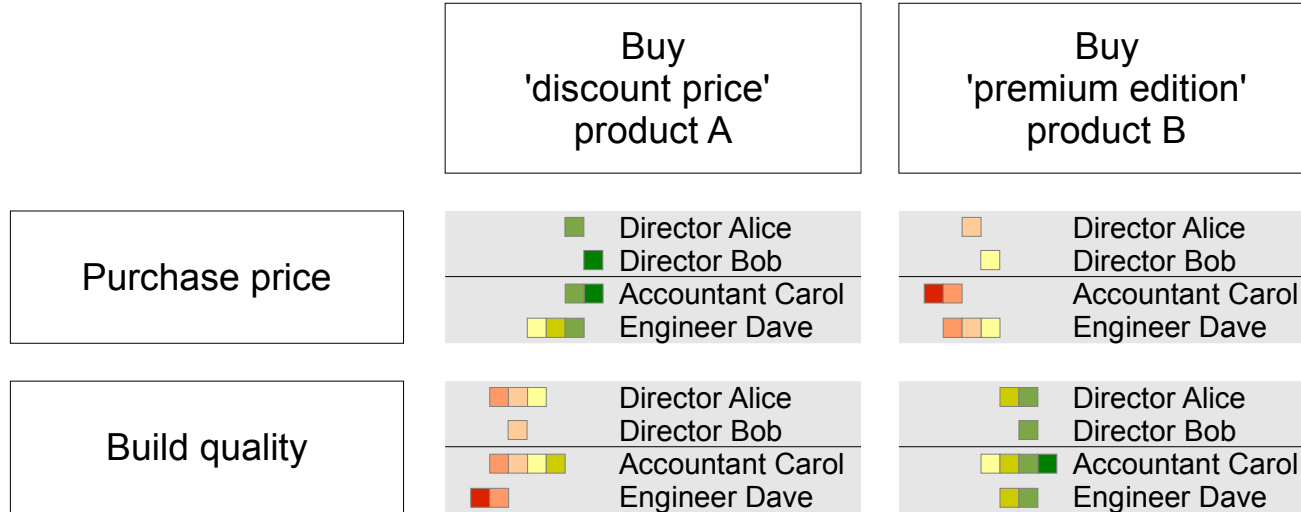 Buy
'discount price'
product A
Buy
'premium edition'
product B
Purchase price
Director Alice
Director Bob
Accountant Carol
Engineer Dave
Director Alice
Director Bob
Accountant Carol
Engineer Dave
Build quality
Director Alice
Director Bob
Accountant Carol
Engineer Dave
Director Alice
Director Bob
Accountant Carol
Engineer Dave